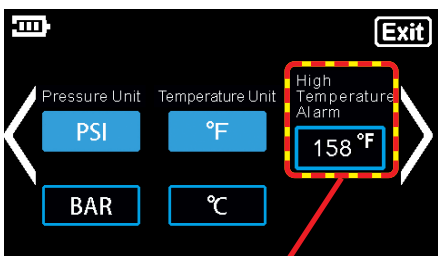 Exit
Pressure Unit
PSI
BAR
Temperature Unit
°F
℃
High
Temperature
Alarm
158 °F